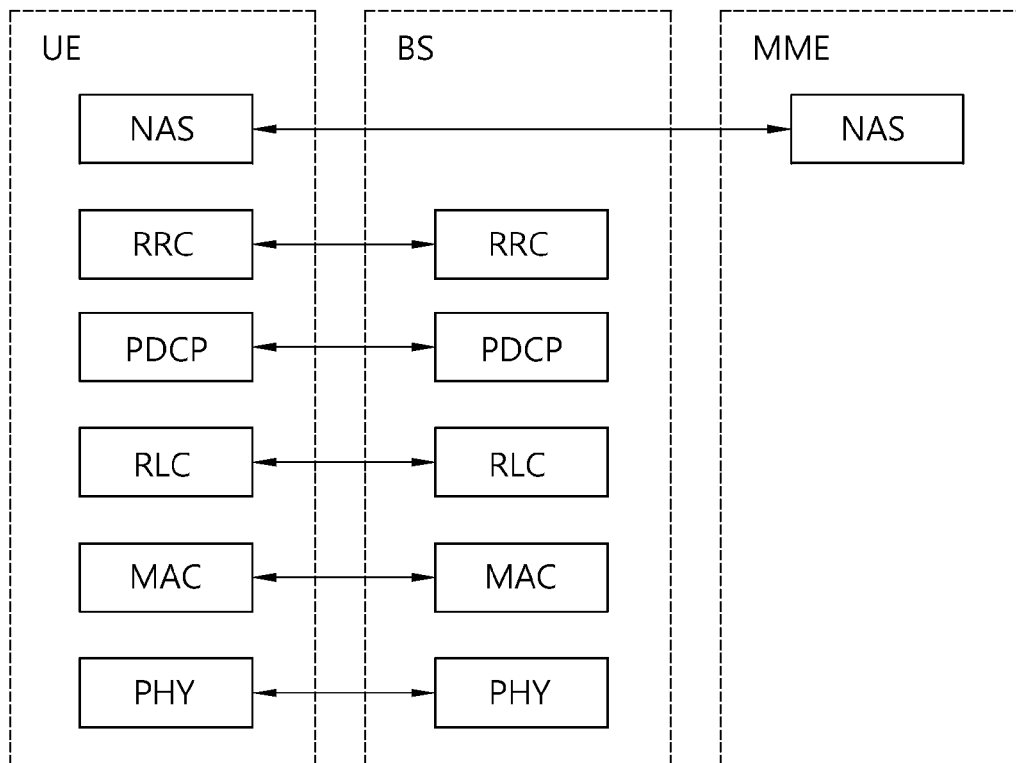 UE BS MME
NAS NAS
RRC RRC
PDCP PDCP
RLC RLC
MAC MAC
PHY PHY